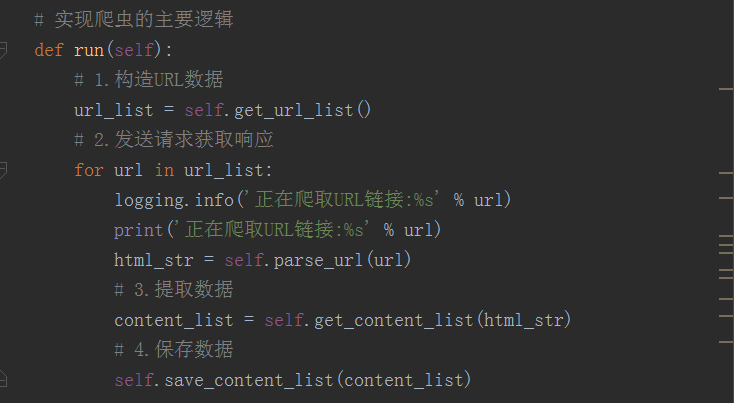 # 实现爬虫的主要逻辑
def run(self):
# 1.构造URL数据
url_list = self.get_url_list()
# 2.发送请求获取响应
for url in url_list:
logging.info('正在爬取URL链接:%s' % url)
print('正在爬取URL链接:%s' % url)
html_str = self.parse_url(url)
# 3.提取数据
content_list = self.get_content_list(html_str)
# 4.保存数据
self.save_content_list(content_list)